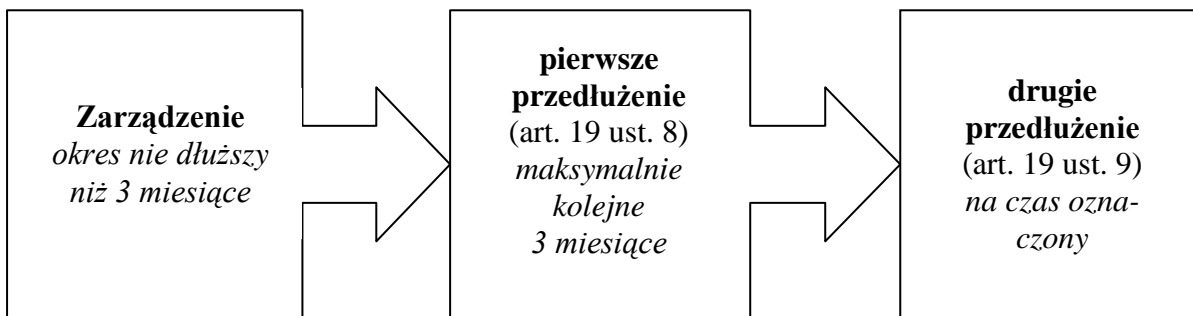 Zarządzenie
okres nie dłuższy
niż 3 miesiące
pierwsze
przedłużenie
(art. 19 ust. 8)
maksymalnie
kolejne
3 miesiące
drugie
przedłużenie
(art. 19 ust. 9)
na czas ozna-
czony